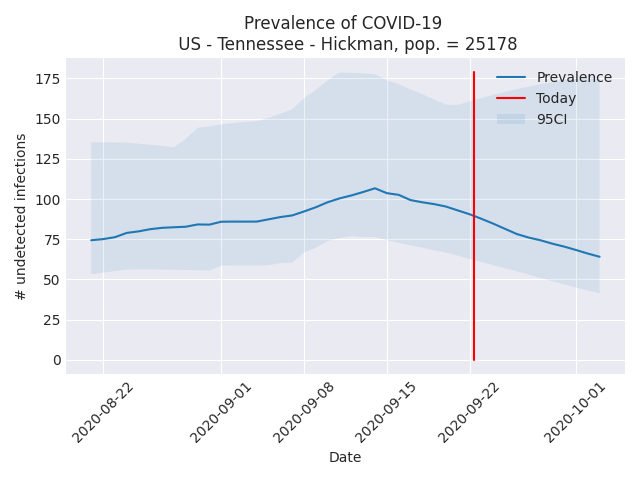 Prevalence of COVID-19
US - Tennessee - Hickman, pop. = 25178
Prevalence
Today
95CI
# undetected infections
175
150
125
100
75
50
25
0
2020-08-22
2020-09-01
2020-09-08
2020-09-15
2020-09-22
2020-10-01
Date